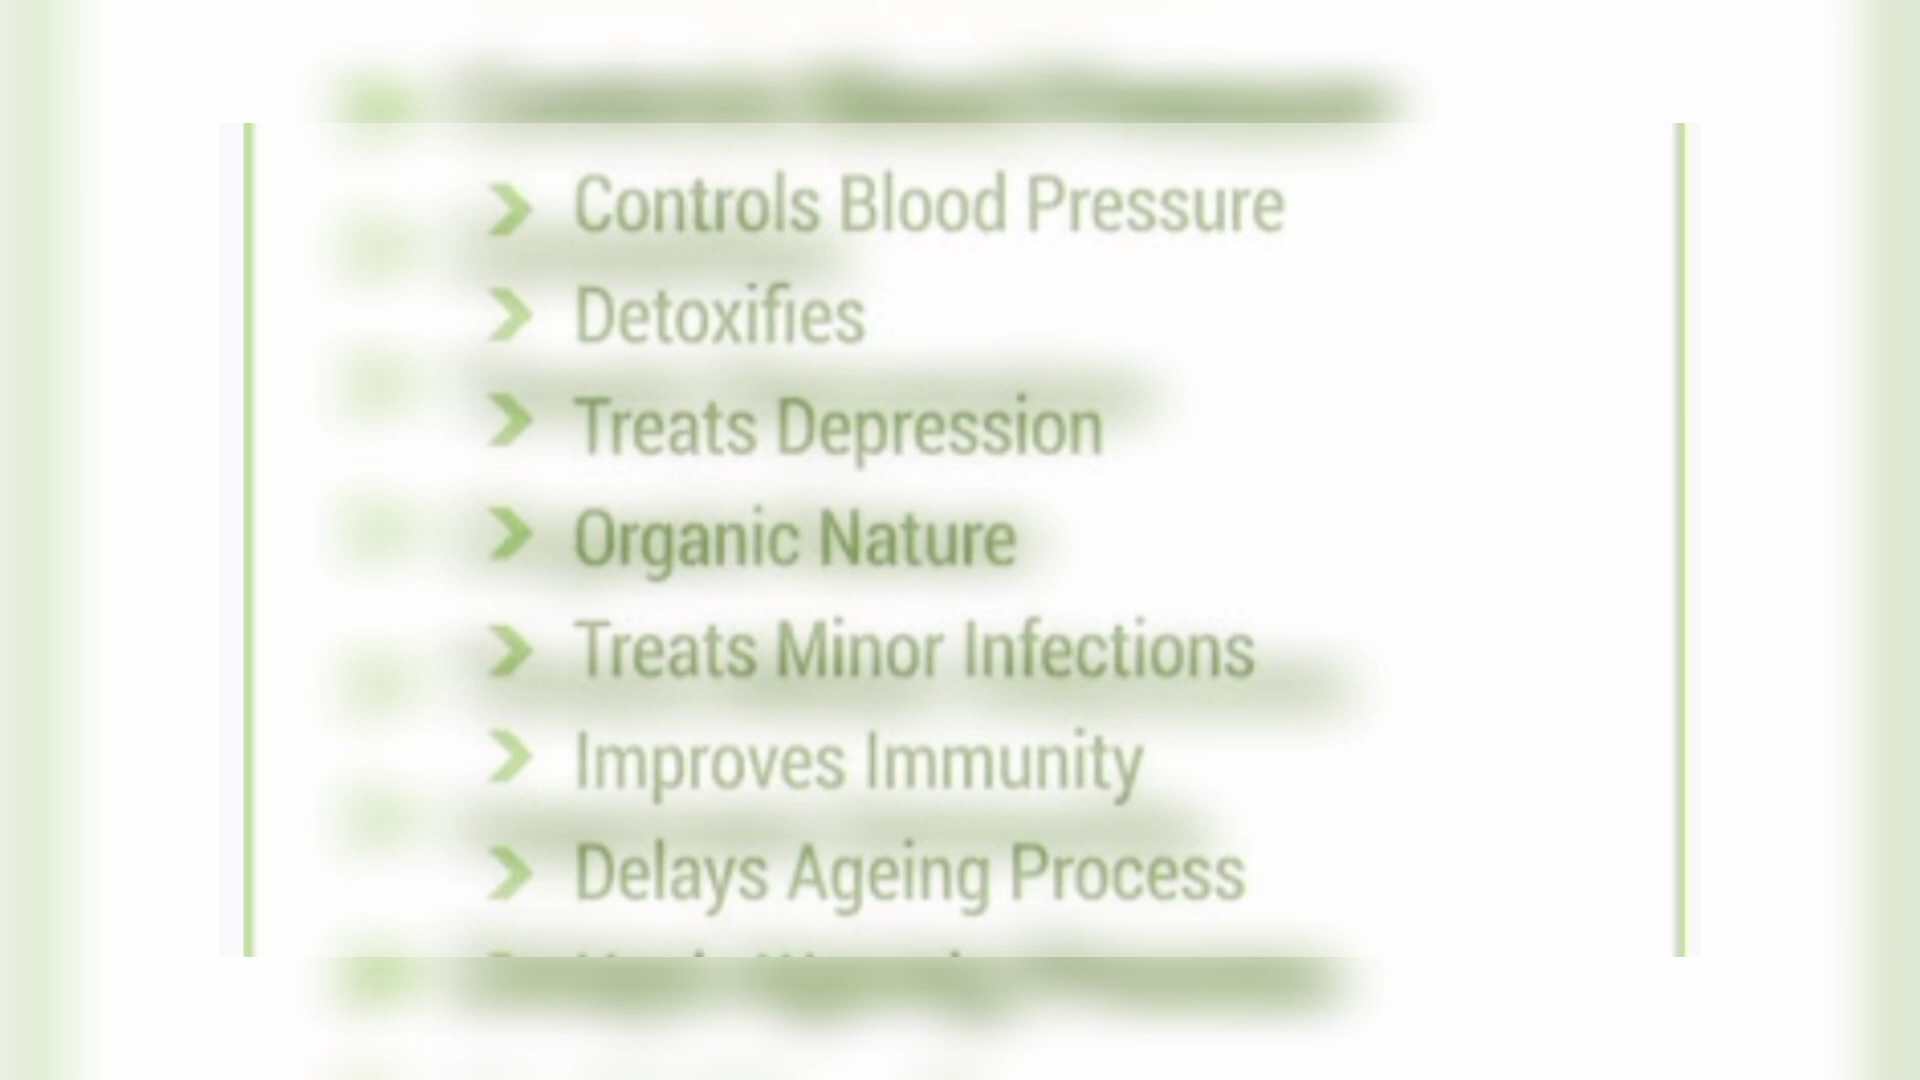 Controls Blood Pressure
Detoxifies
Treats Depression
Organic Nature
Treats Minor Infections
Improves Immunity
Delays Ageing Process